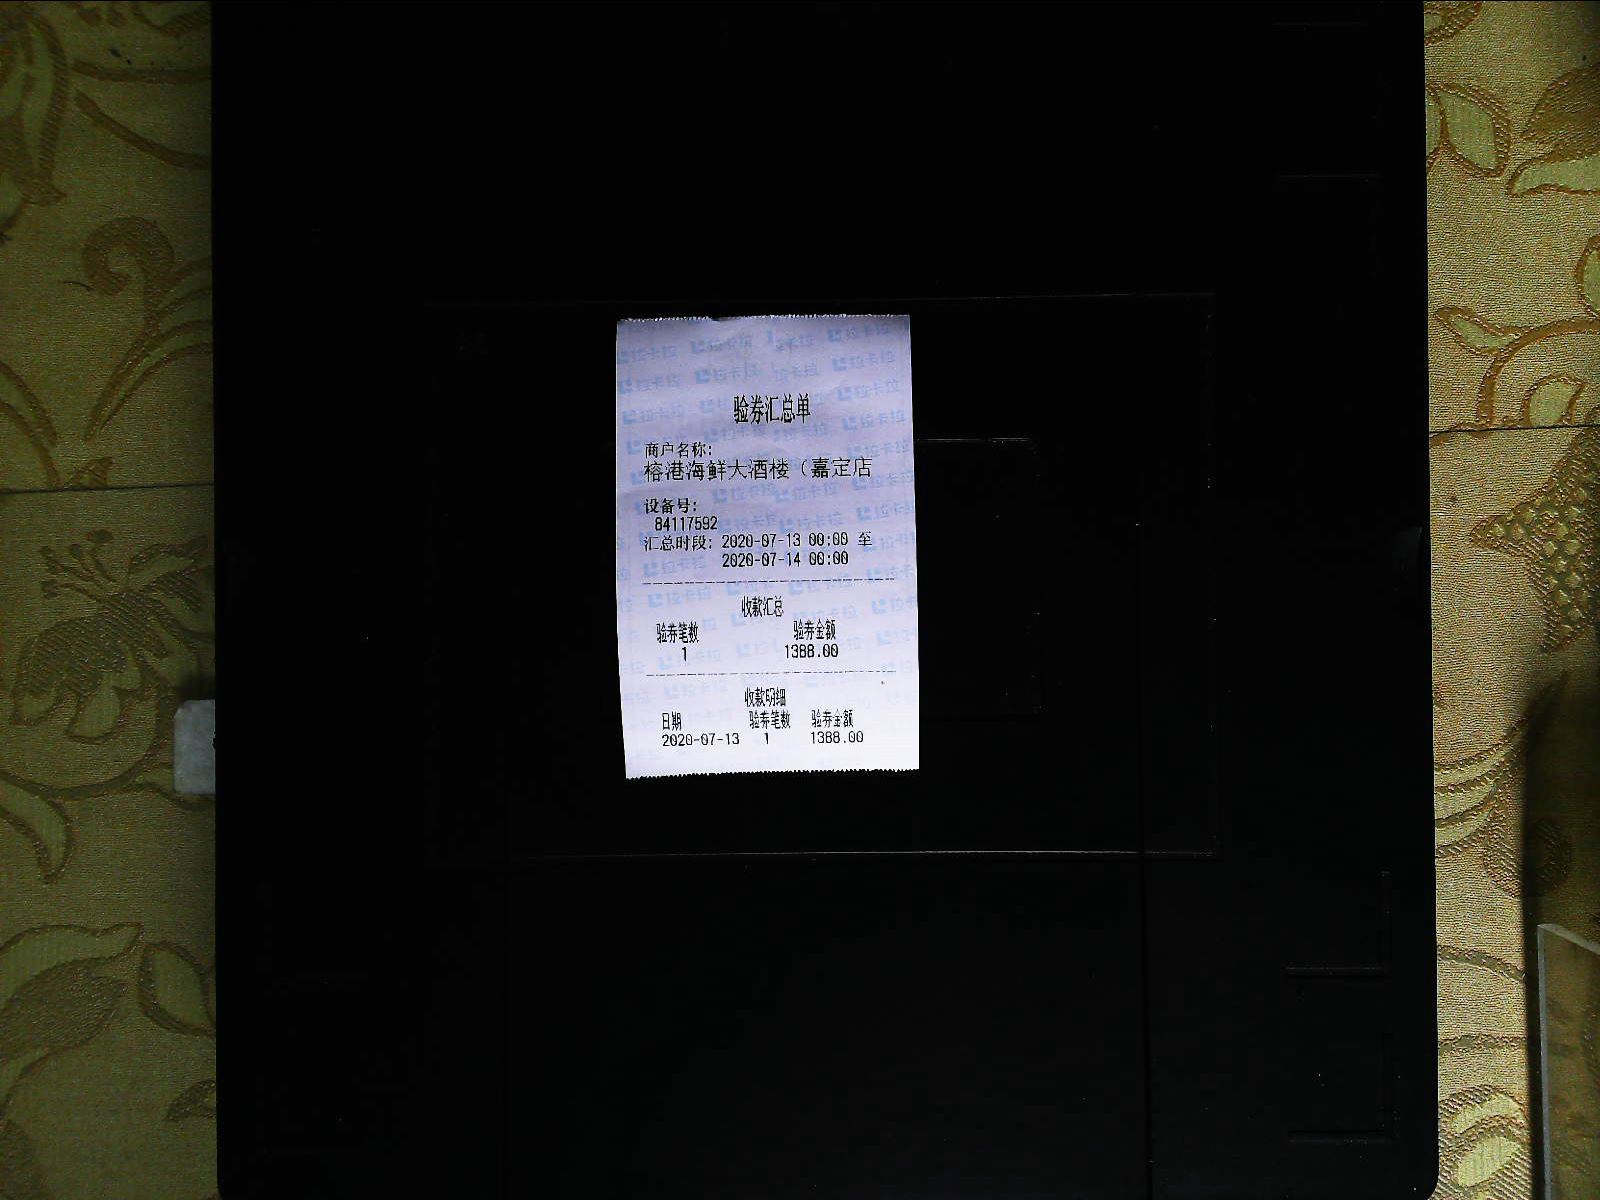 验券汇总单
商户名称:
榕港海鲜大酒楼（嘉定店
设备号:
84117592
汇总时段: 2020-07-13 00:00 至
2020-07-14 00:00
收款汇总
验券笔数 验券金额
1 1388.00
收款明细
日期 验券笔数 验券金额
2020-07-13 1 1388.00